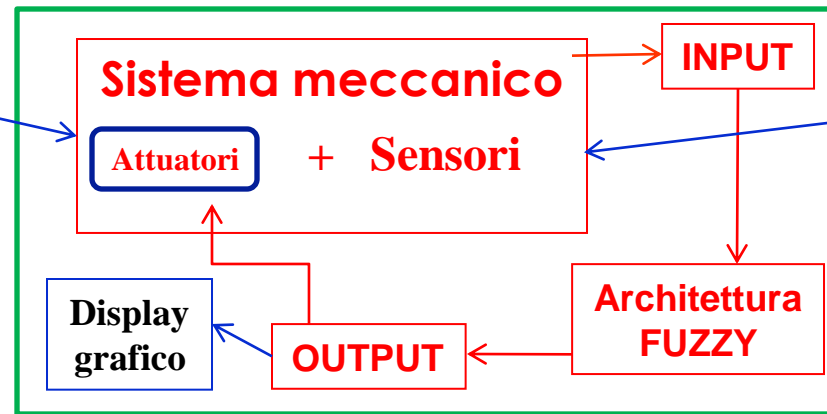 Sistema meccanico
INPUT
Attuatori + Sensori
Architettura
FUZZY
OUTPUT
Display
grafico